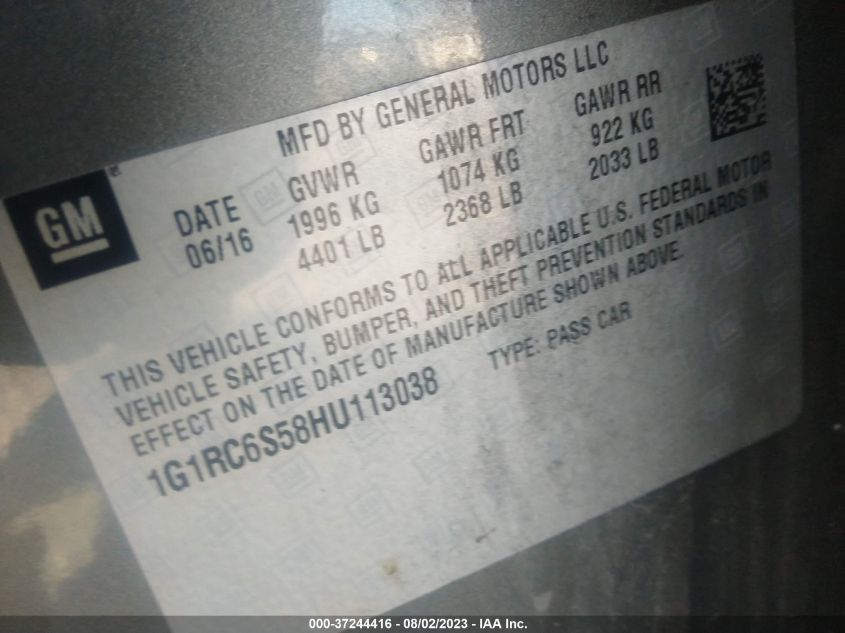 MFD BY GENERAL MOTORS LLC
GM
DATE GVWR GAWR FRT GAWR RR
06/16 1996 KG 1074 KG 922 KG
4401 LB 2368 LB 2033 LB
THIS VEHICLE CONFORMS TO ALL APPLICABLE U.S. FEDERAL MOTOR
VEHICLE SAFETY, BUMPER, AND THEFT PREVENTION STANDARDS IN
EFFECT ON THE DATE OF MANUFACTURE SHOWN ABOVE.
1G1RC6S58HU113038 TYPE: PASS CAR
000-37244416 - 08/02/2023 - IAA Inc.